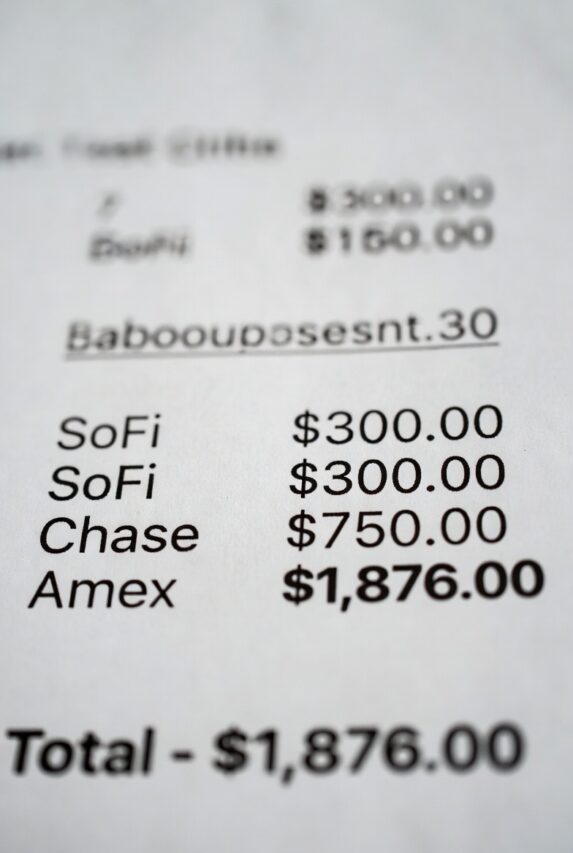 $300.00
$150.00
Baboouposesnt.30
SoFi $300.00
SoFi $300.00
Chase $750.00
Amex $1,876.00
Total - $1,876.00